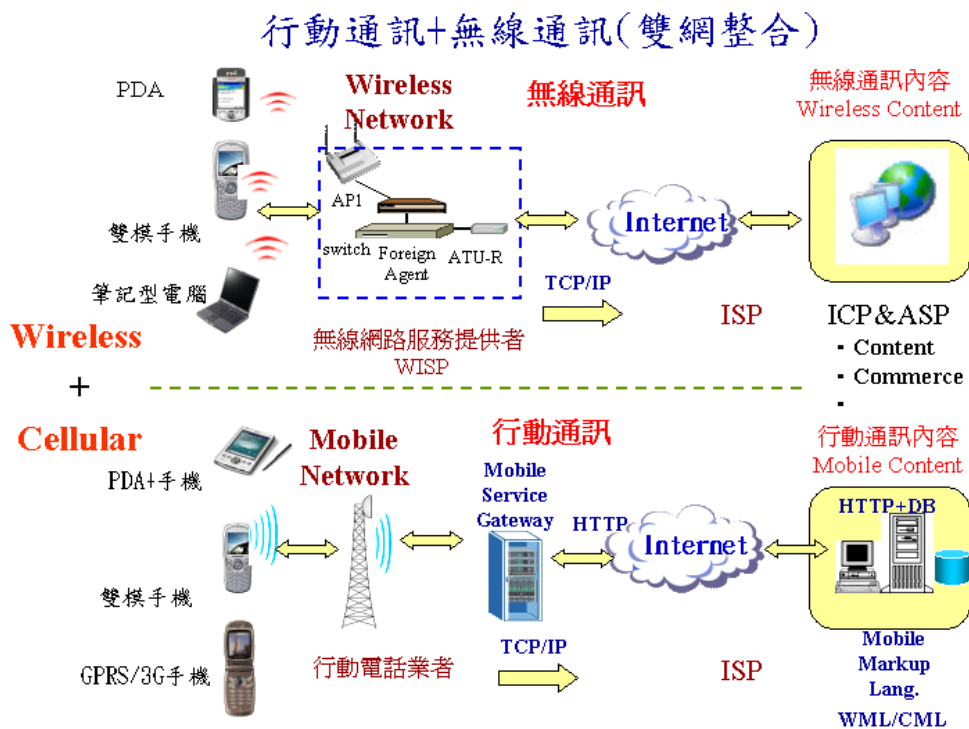 行動通訊+無線通訊(雙網整合)
PDA
Wireless
Network
無線通訊
無線通訊內容
Wireless Content
雙模手機
AP1
switch
Foreign
Agent
ATU-R
Internet
筆記型電腦
TCP/IP
ISP
ICP&ASP
Wireless
無線網路服務提供者
WISP
▪ Content
▪ Commerce
▪
+
Cellular
PDA+手機
Mobile
Network
行動通訊
行動通訊內容
Mobile Content
Mobile
Service
Gateway
HTTP
Internet
HTTP+DB
雙模手機
GPRS/3G手機
行動電話業者
TCP/IP
ISP
Mobile
Markup
Lang.
WML/CML